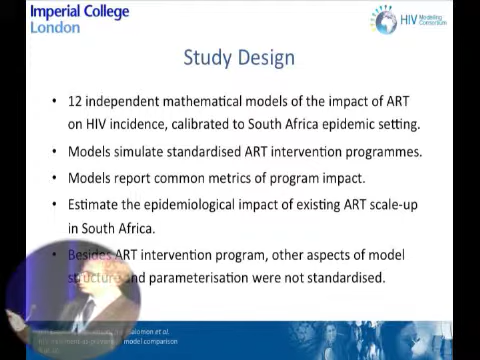 Imperial College
London
HIV Modelling
Consortium
Study Design
• 12 independent mathematical models of the impact of ART
on HIV incidence, calibrated to South Africa epidemic setting.
• Models simulate standardised ART intervention programmes.
• Models report common metrics of program impact.
• Estimate the epidemiological impact of existing ART scale-up
in South Africa.
• Besides ART intervention program, other aspects of model
structure and parameterisation were not standardised.
Salomon et al.
model comparison